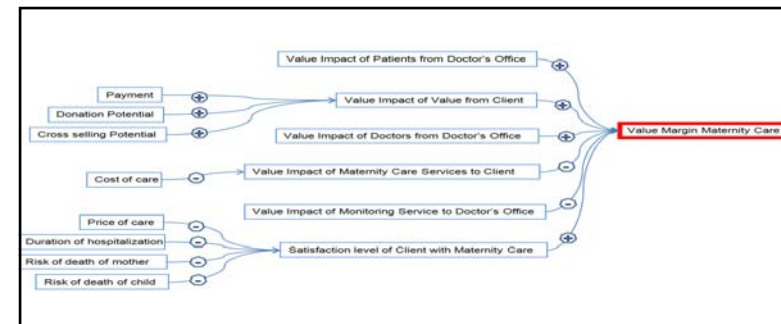 Value Impact of Patients from Doctor's Office
Payment
Value Impact of Value from Client
Donation Potential
Cross selling Potential
Value Impact of Doctors from Doctor's Office
Value Margin Maternity Care
Cost of care
Value Impact of Maternity Care Services to Client
Value Impact of Monitoring Service to Doctor's Office
Price of care
Duration of hospitalization
Satisfaction level of Client with Maternity Care
Risk of death of mother
Risk of death of child